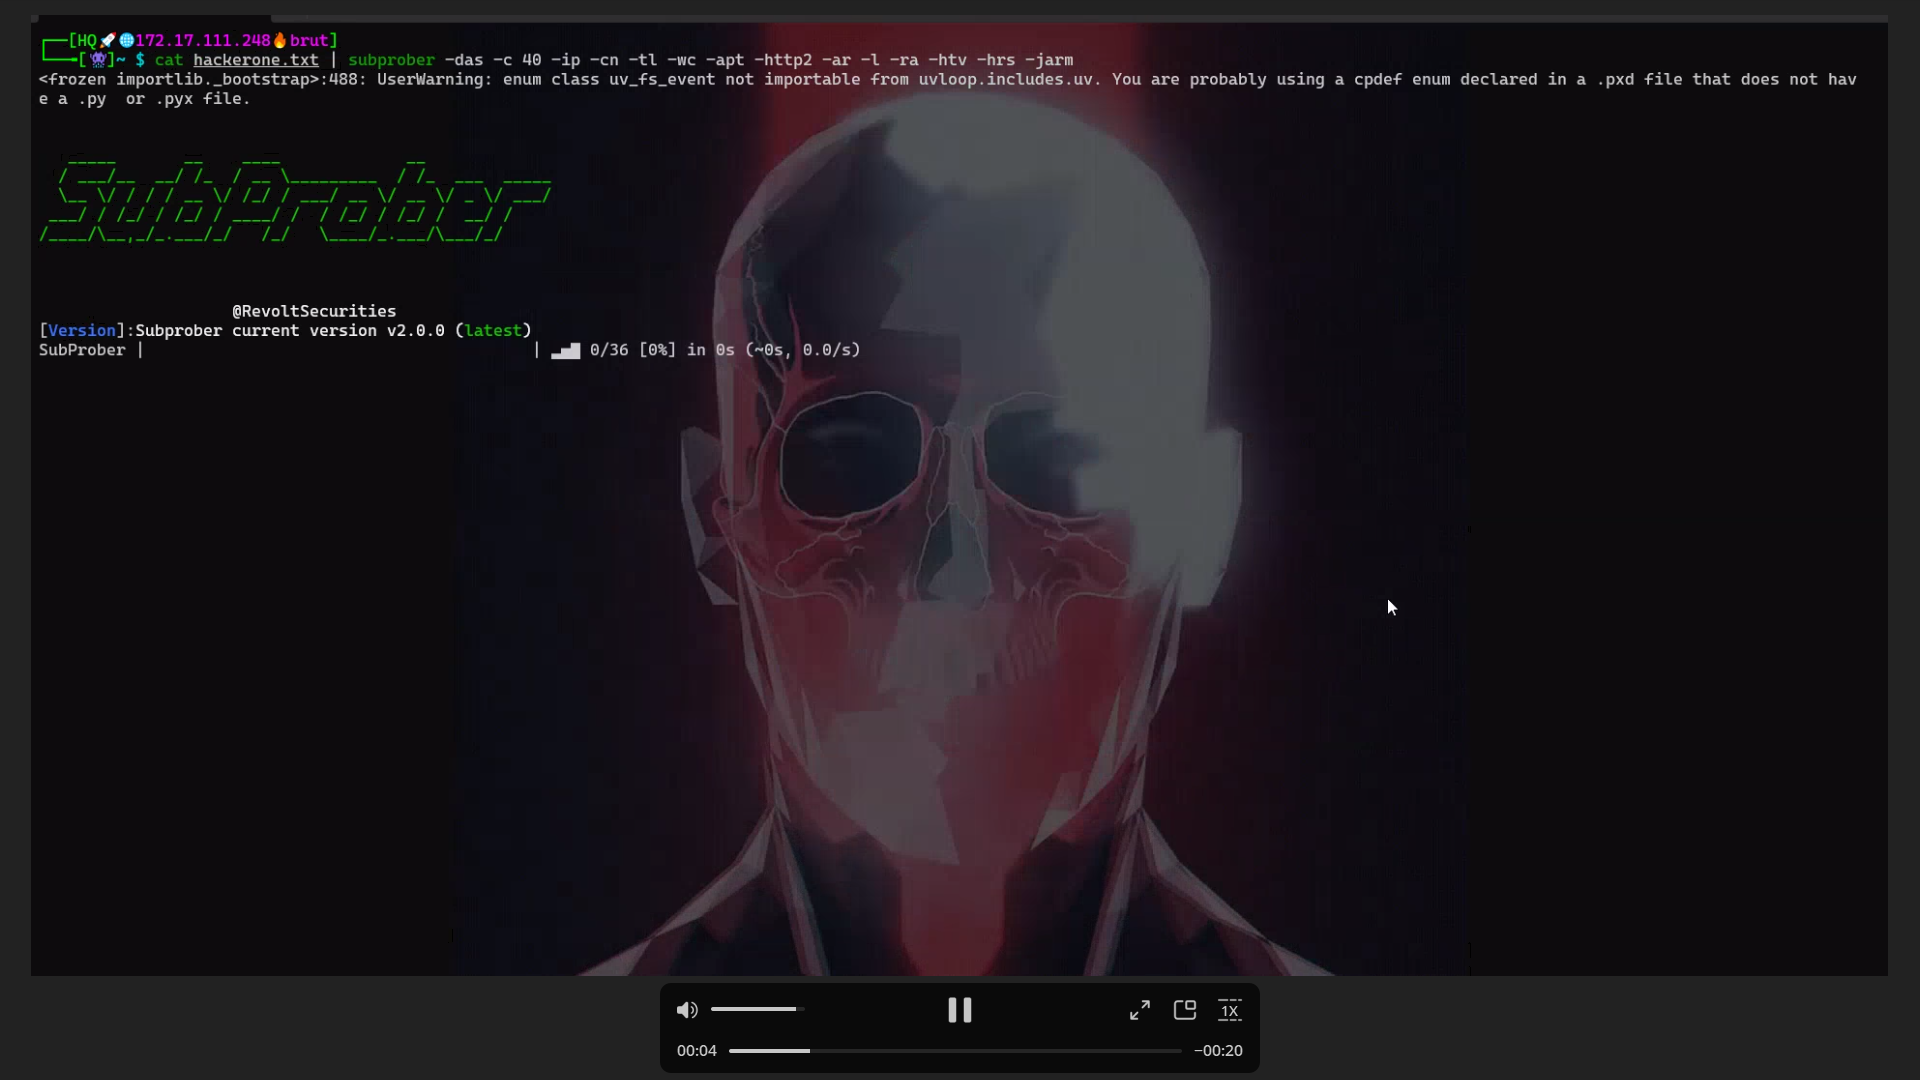 [HQ🚀🌐172.17.111.248🔥brut]
[👾]~ $ cat hackerone.txt | subprober -das -c 40 -ip -cn -tl -wc -apt -http2 -ar -l -ra -htv -hrs -jarm
<frozen importlib._bootstrap>:488: UserWarning: enum class uv_fs_event not importable from uvloop.includes.uv. You are probably using a cpdef enum declared in a .pxd file that does not hav
e a .py  or .pyx file.
SubProber
@RevoltSecurities
[Version]:Subprober current version v2.0.0 (latest)
SubProber |                                         | ▃▅▇ 0/36 [0%] in 0s (~0s, 0.0/s)
1X
00:04
−00:20